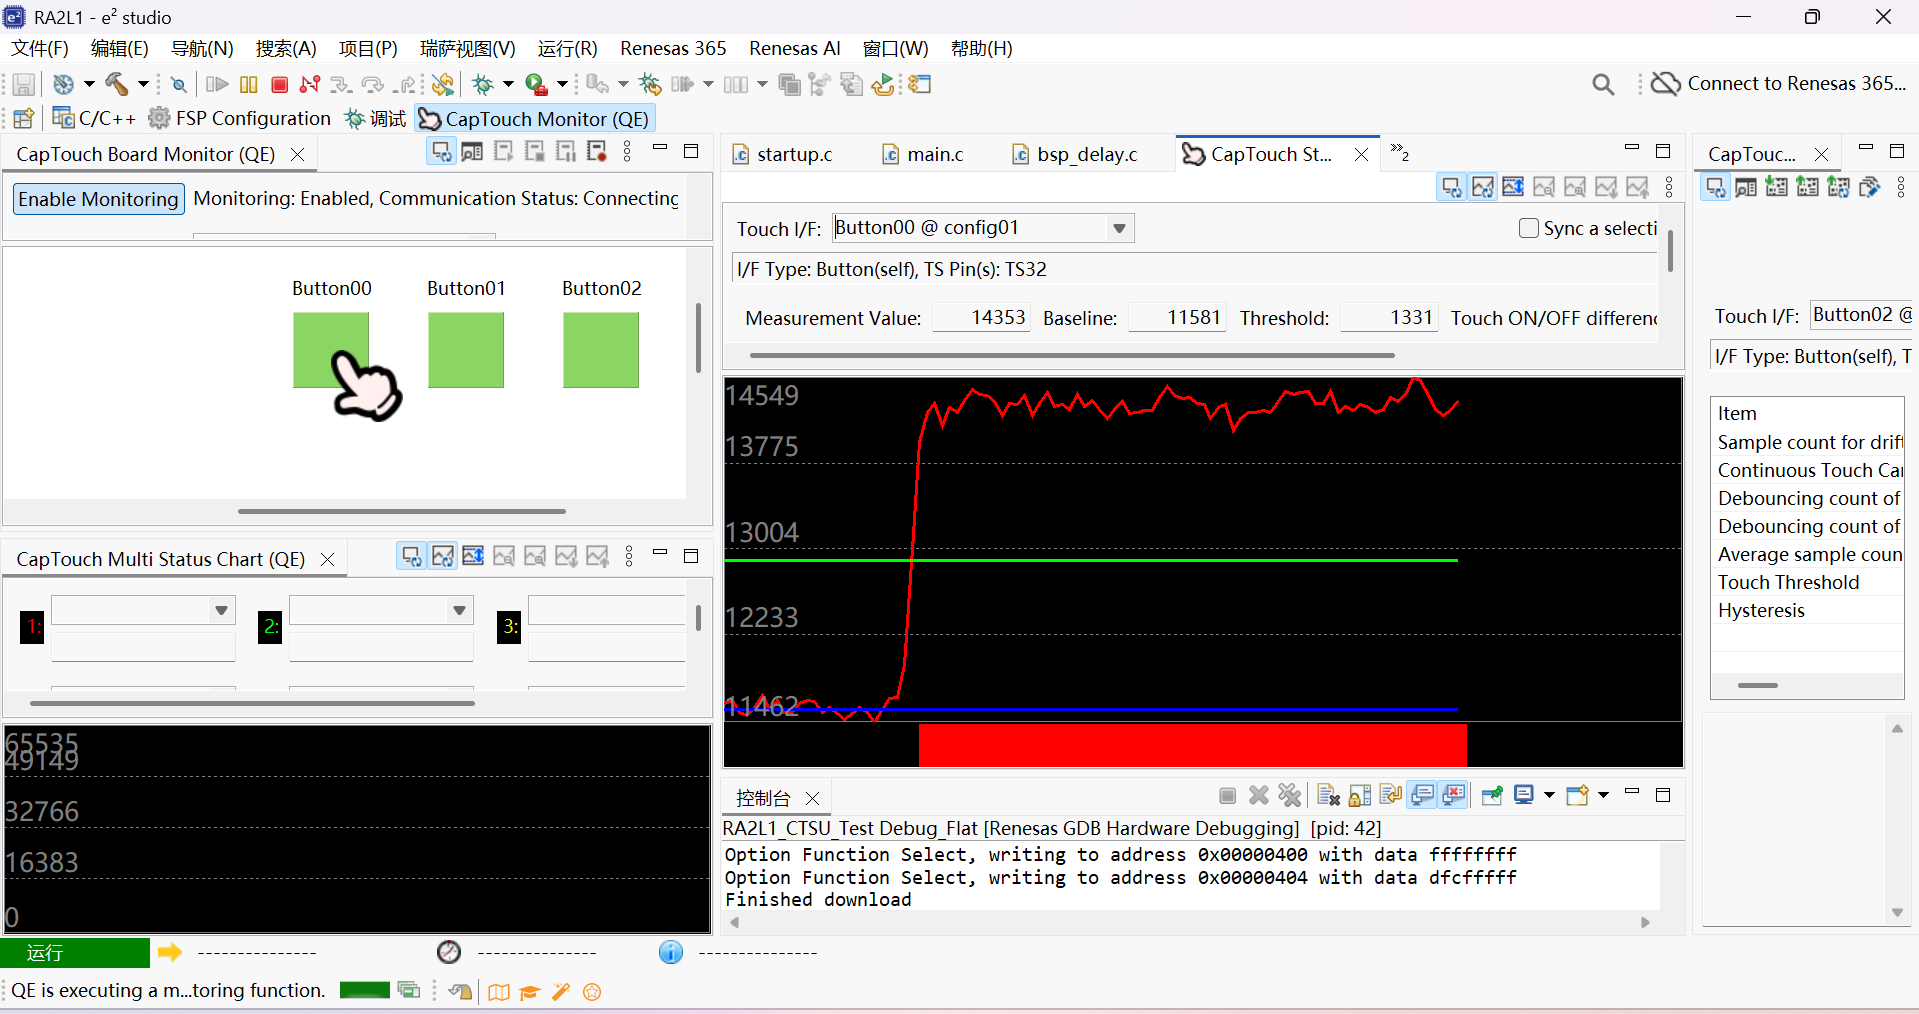 RA2L1 - e² studio
文件(F) 编辑(E) 导航(N) 搜索(A) 项目(P) 瑞萨视图(V) 运行(R) Renesas 365 Renesas AI 窗口(W) 帮助(H)
Connect to Renesas 365...
C/C++ FSP Configuration 调试 CapTouch Monitor (QE)
CapTouch Board Monitor (QE)
Enable Monitoring Monitoring: Enabled, Communication Status: Connecting
Button00 Button01 Button02
CapTouch Multi Status Chart (QE)
1: 2: 3:
65535
49149
32766
16383
0
startup.c main.c bsp_delay.c CapTouch St... »2
Touch I/F: Button00 @ config01 Sync a selecti
I/F Type: Button(self), TS Pin(s): TS32
Measurement Value: 14353 Baseline: 11581 Threshold: 1331 Touch ON/OFF differenc
14549
13775
13004
12233
11462
控制台
RA2L1_CTSU_Test Debug_Flat [Renesas GDB Hardware Debugging] [pid: 42]
Option Function Select, writing to address 0x00000400 with data ffffffff
Option Function Select, writing to address 0x00000404 with data dfcfffff
Finished download
CapTouc...
Touch I/F: Button02 @
I/F Type: Button(self), T
Item
Sample count for drif
Continuous Touch Ca
Debouncing count of
Debouncing count of
Average sample coun
Touch Threshold
Hysteresis
运行 --------------- --------------- ---------------
QE is executing a m...toring function.